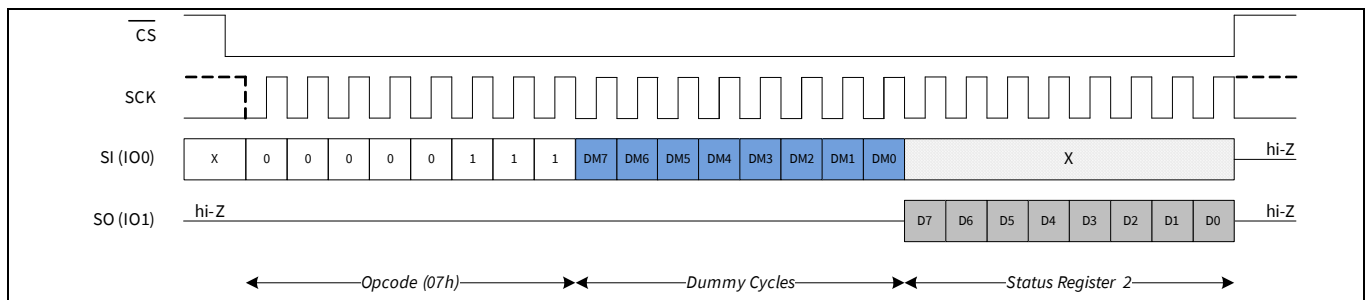 CS
SCK
SI (IO0) X 0 0 0 0 0 1 1 1 DM7 DM6 DM5 DM4 DM3 DM2 DM1 DM0 X hi-Z
SO (IO1) hi-Z D7 D6 D5 D4 D3 D2 D1 D0 hi-Z
Opcode (07h) Dummy Cycles Status Register 2